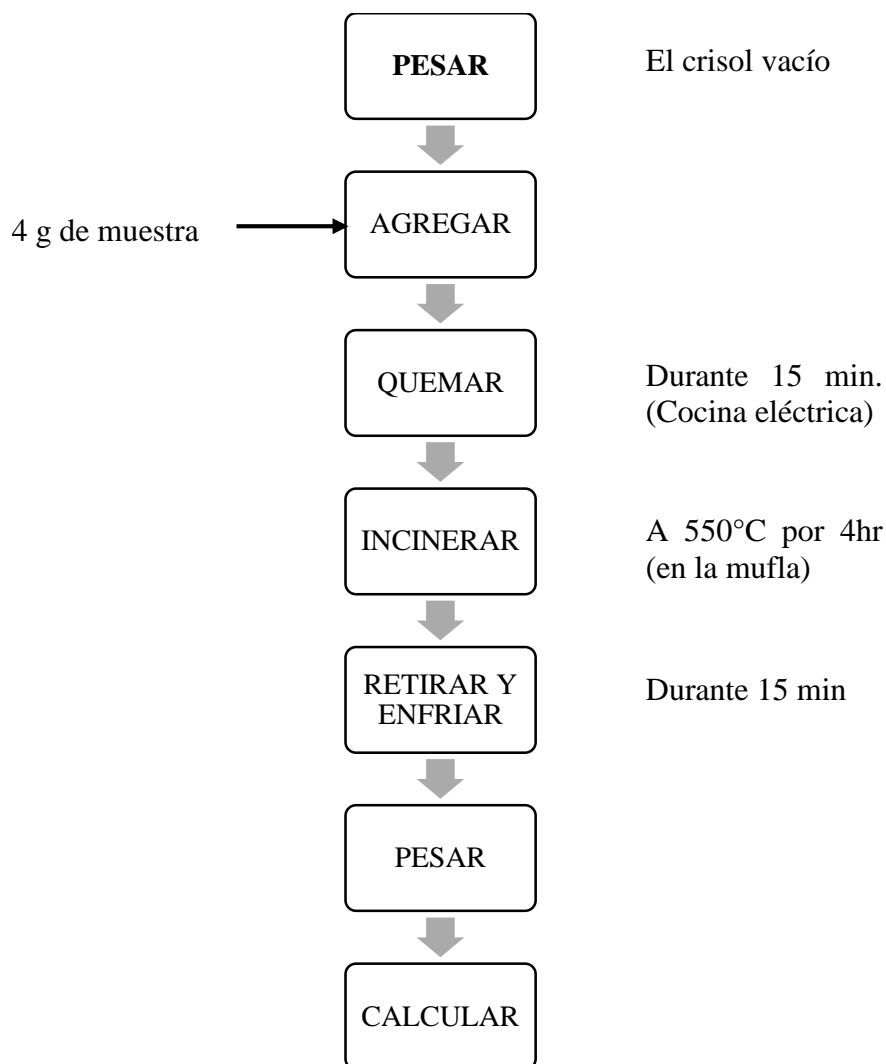 PESAR
El crisol vacío
4 g de muestra
AGREGAR
QUEMAR
Durante 15 min.
(Cocina eléctrica)
INCINERAR
A 550°C por 4hr
(en la mufla)
RETIRAR Y
ENFRIAR
Durante 15 min
PESAR
CALCULAR